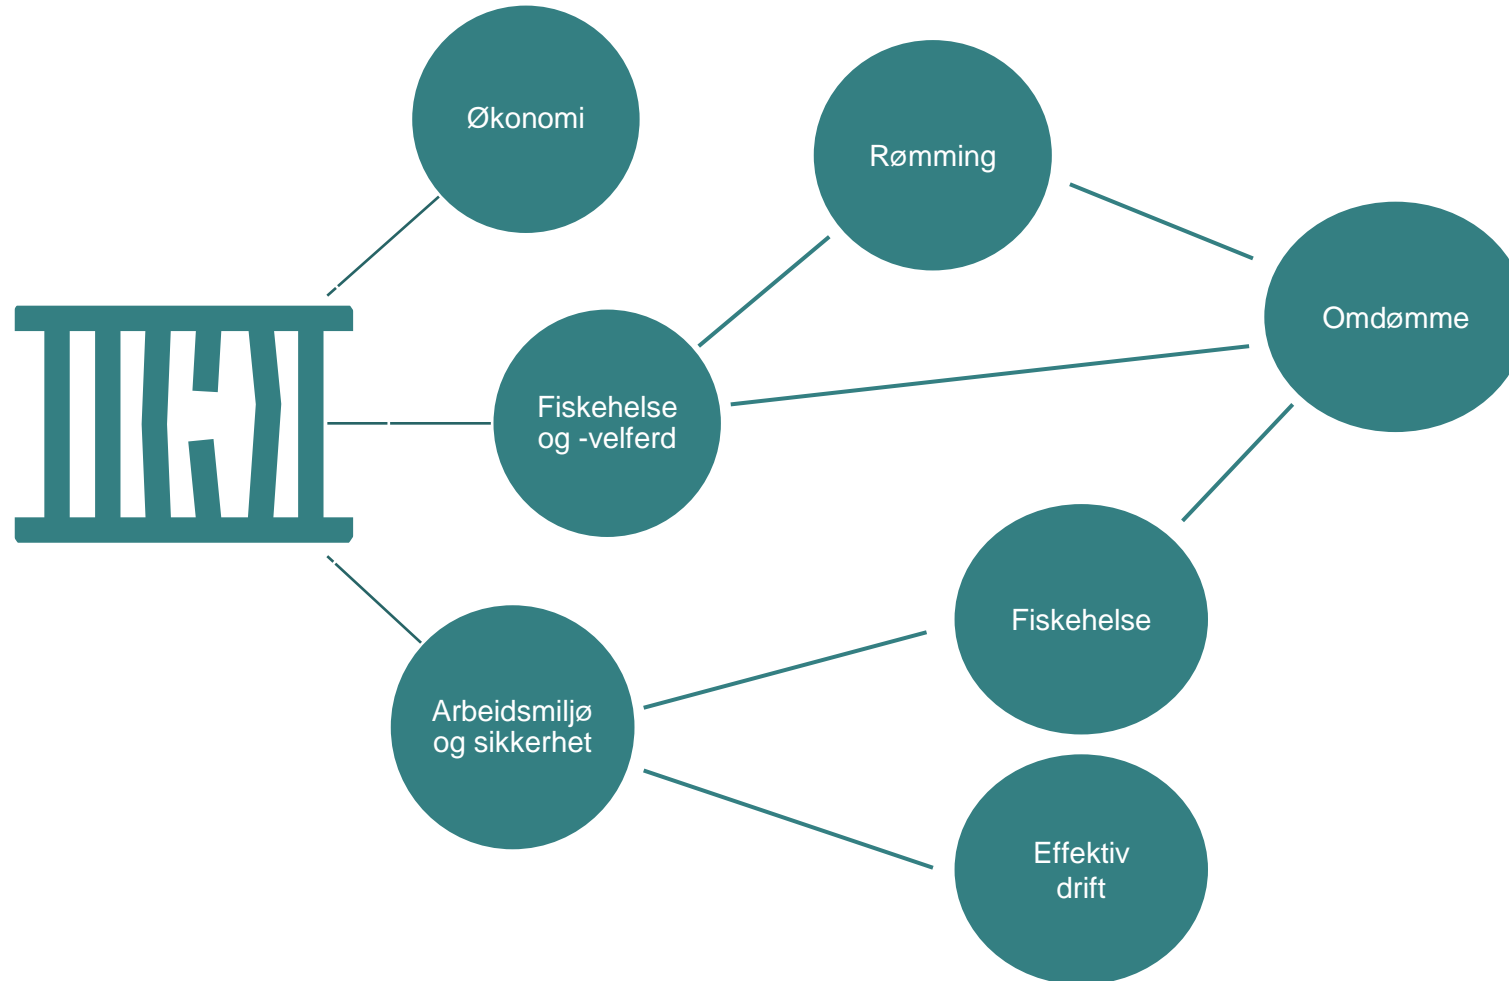 Økonomi
Rømming
Omdømme
Fiskehelse
og -velferd
Fiskehelse
Arbeidsmiljø
og sikkerhet
Effektiv
drift